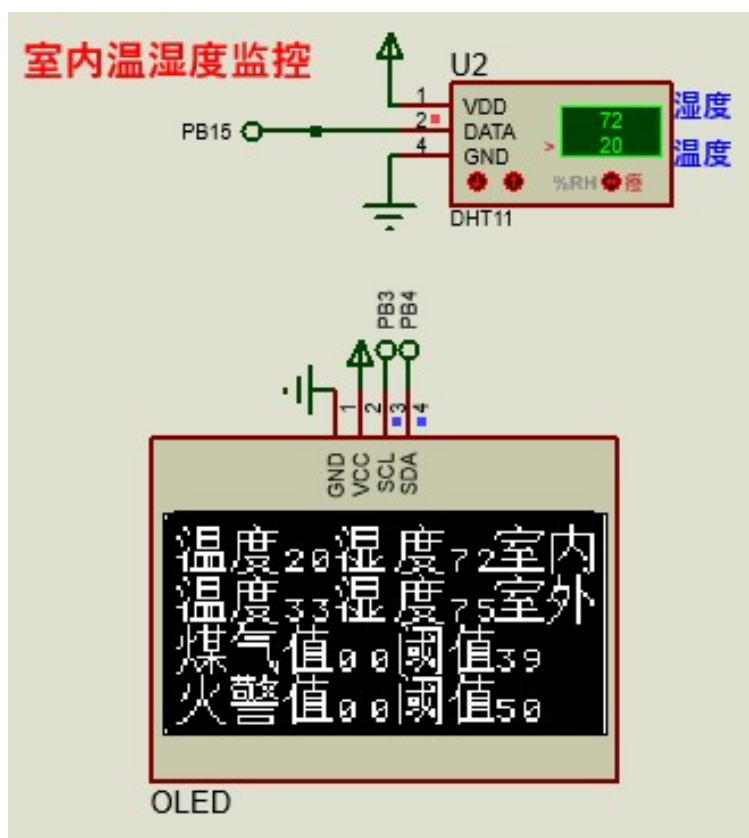 室内温湿度监控
U2
1 VDD 72 湿度
PB15 2 DATA > 20 温度
4 GND
%RH 癈
DHT11
PB3 PB4
1 2 3 4
GND VCC SCL SDA
温度20湿度72室内
温度33湿度75室外
煤气值00阈值39
火警值00阈值50
OLED